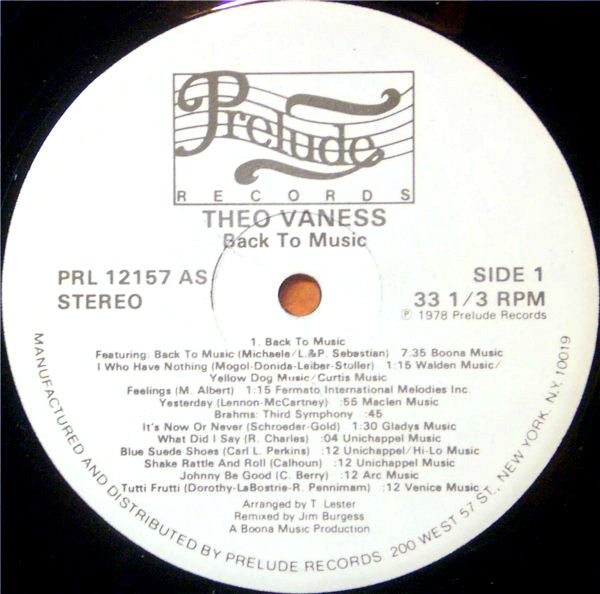 Prelude
RECORDS
THEO VANESS
Back To Music
PRL 12157 AS
STEREO
SIDE 1
33 1/3 RPM
℗ 1978 Prelude Records
1. Back To Music
Featuring: Back To Music (Michaele/L.&P. Sebastian) 7:35 Boona Music
I Who Have Nothing (Mogol-Donida-Leiber-Stoller) 1:15 Walden Music/
Yellow Dog Music/Curtis Music
Feelings (M. Albert) 1:15 Fermato International Melodies Inc.
Yesterday (Lennon-McCartney) :55 Maclen Music
Brahms: Third Symphony :45
It's Now Or Never (Schroeder-Gold) 1:30 Gladys Music
What Did I Say (R. Charles) :04 Unichappel Music
Blue Suede Shoes (Carl L. Perkins) :12 Unichappel/Hi-Lo Music
Shake Rattle And Roll (Calhoun) :12 Unichappel Music
Johnny Be Good (C. Berry) :12 Arc Music
Tutti Frutti (Dorothy-LaBostrie-R. Pennimam) :12 Venice Music
Arranged by T. Lester
Remixed by Jim Burgess
A Boona Music Production
MANUFACTURED AND DISTRIBUTED BY PRELUDE RECORDS. 200 WEST 57 ST., NEW YORK. N.Y. 10019